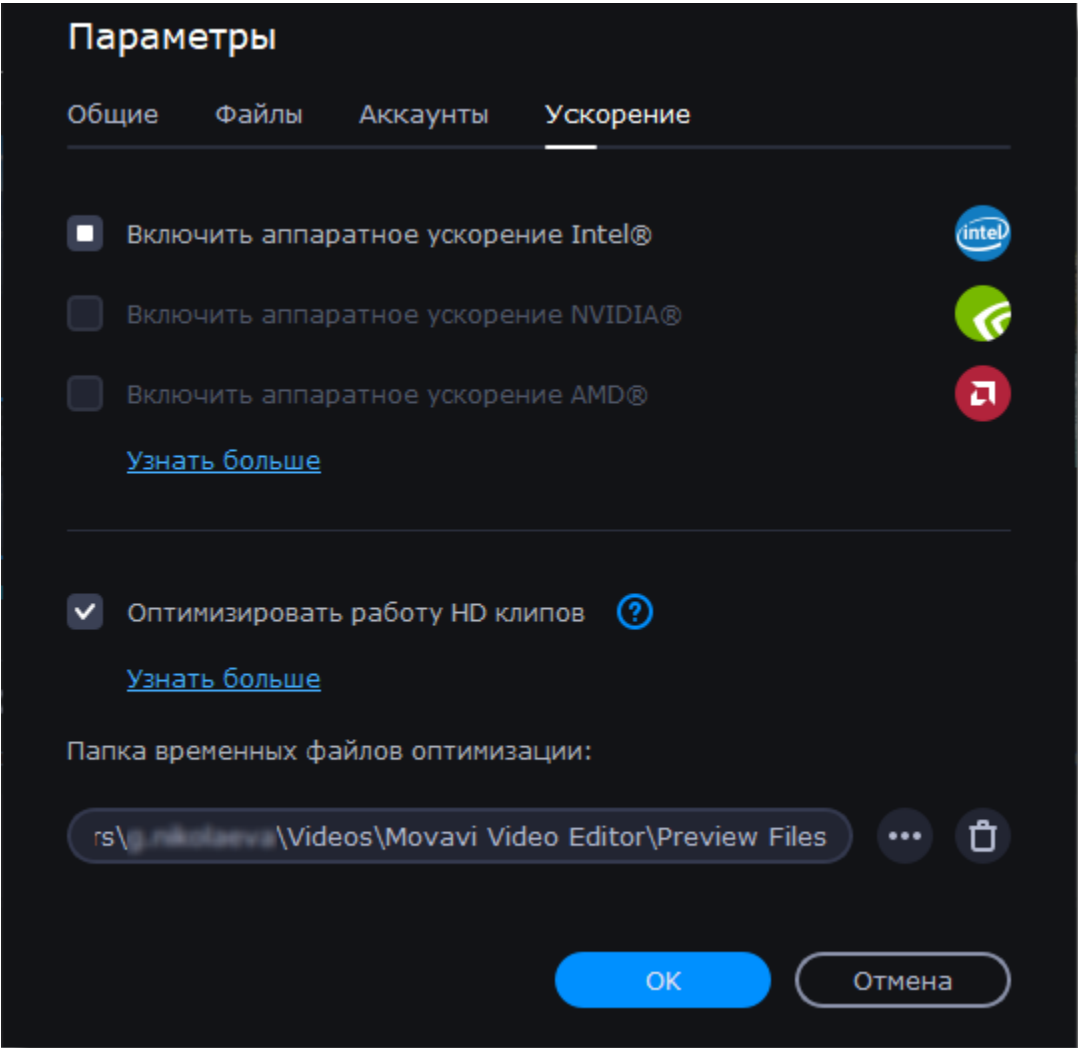 Параметры
Общие Файлы Аккаунты Ускорение
Включить аппаратное ускорение Intel®
intel
Включить аппаратное ускорение NVIDIA®
Включить аппаратное ускорение AMD®
Узнать больше
Оптимизировать работу HD клипов ?
Узнать больше
Папка временных файлов оптимизации:
rs\ \Videos\Movavi Video Editor\Preview Files
OK Отмена